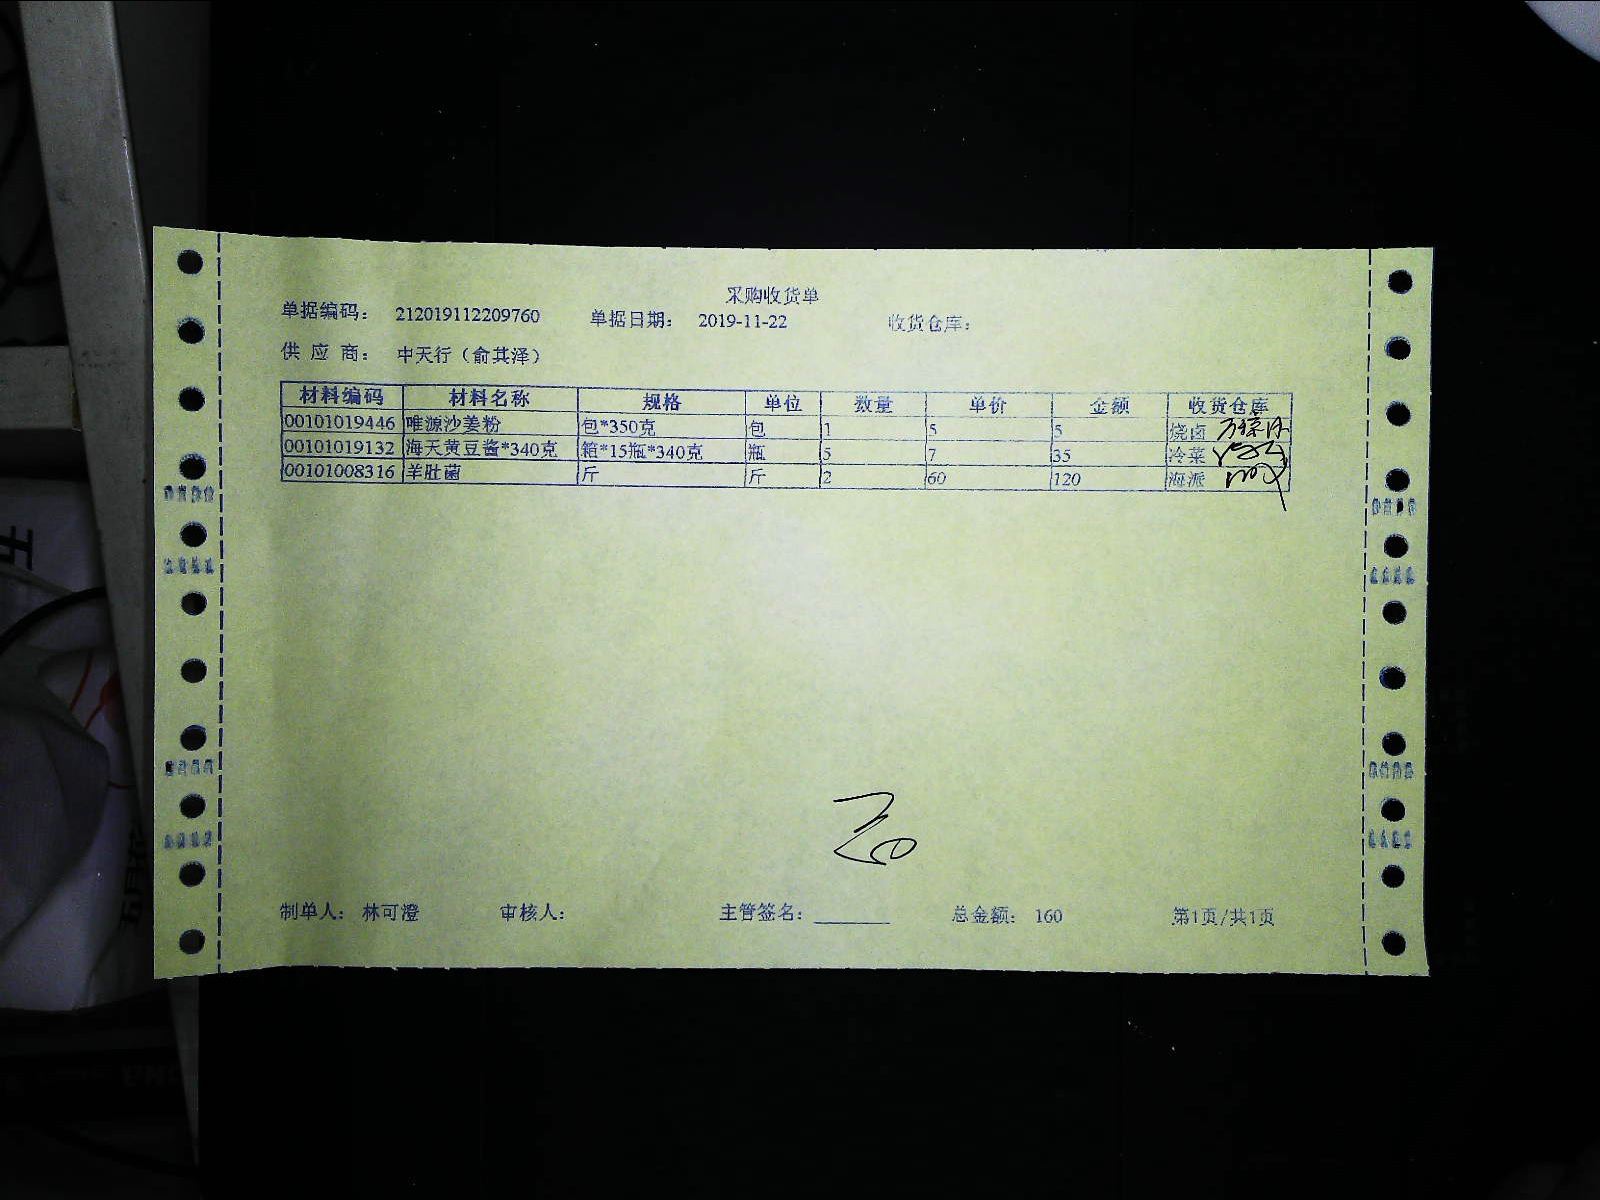 采购收货单
单据编码： 212019112209760 单据日期： 2019-11-22 收货仓库：
供 应 商： 中天行（俞其泽）
材料编码 材料名称 规格 单位 数量 单价 金额 收货仓库
00101019446 唯源沙姜粉 包*350克 包 1 5 5 烧卤
00101019132 海天黄豆酱*340克 箱*15瓶*340克 瓶 5 7 35 冷菜
00101008316 羊肚菌 斤 斤 2 60 120 海派
制单人： 林可澄 审核人： 主管签名：________ 总金额： 160 第1页/共1页